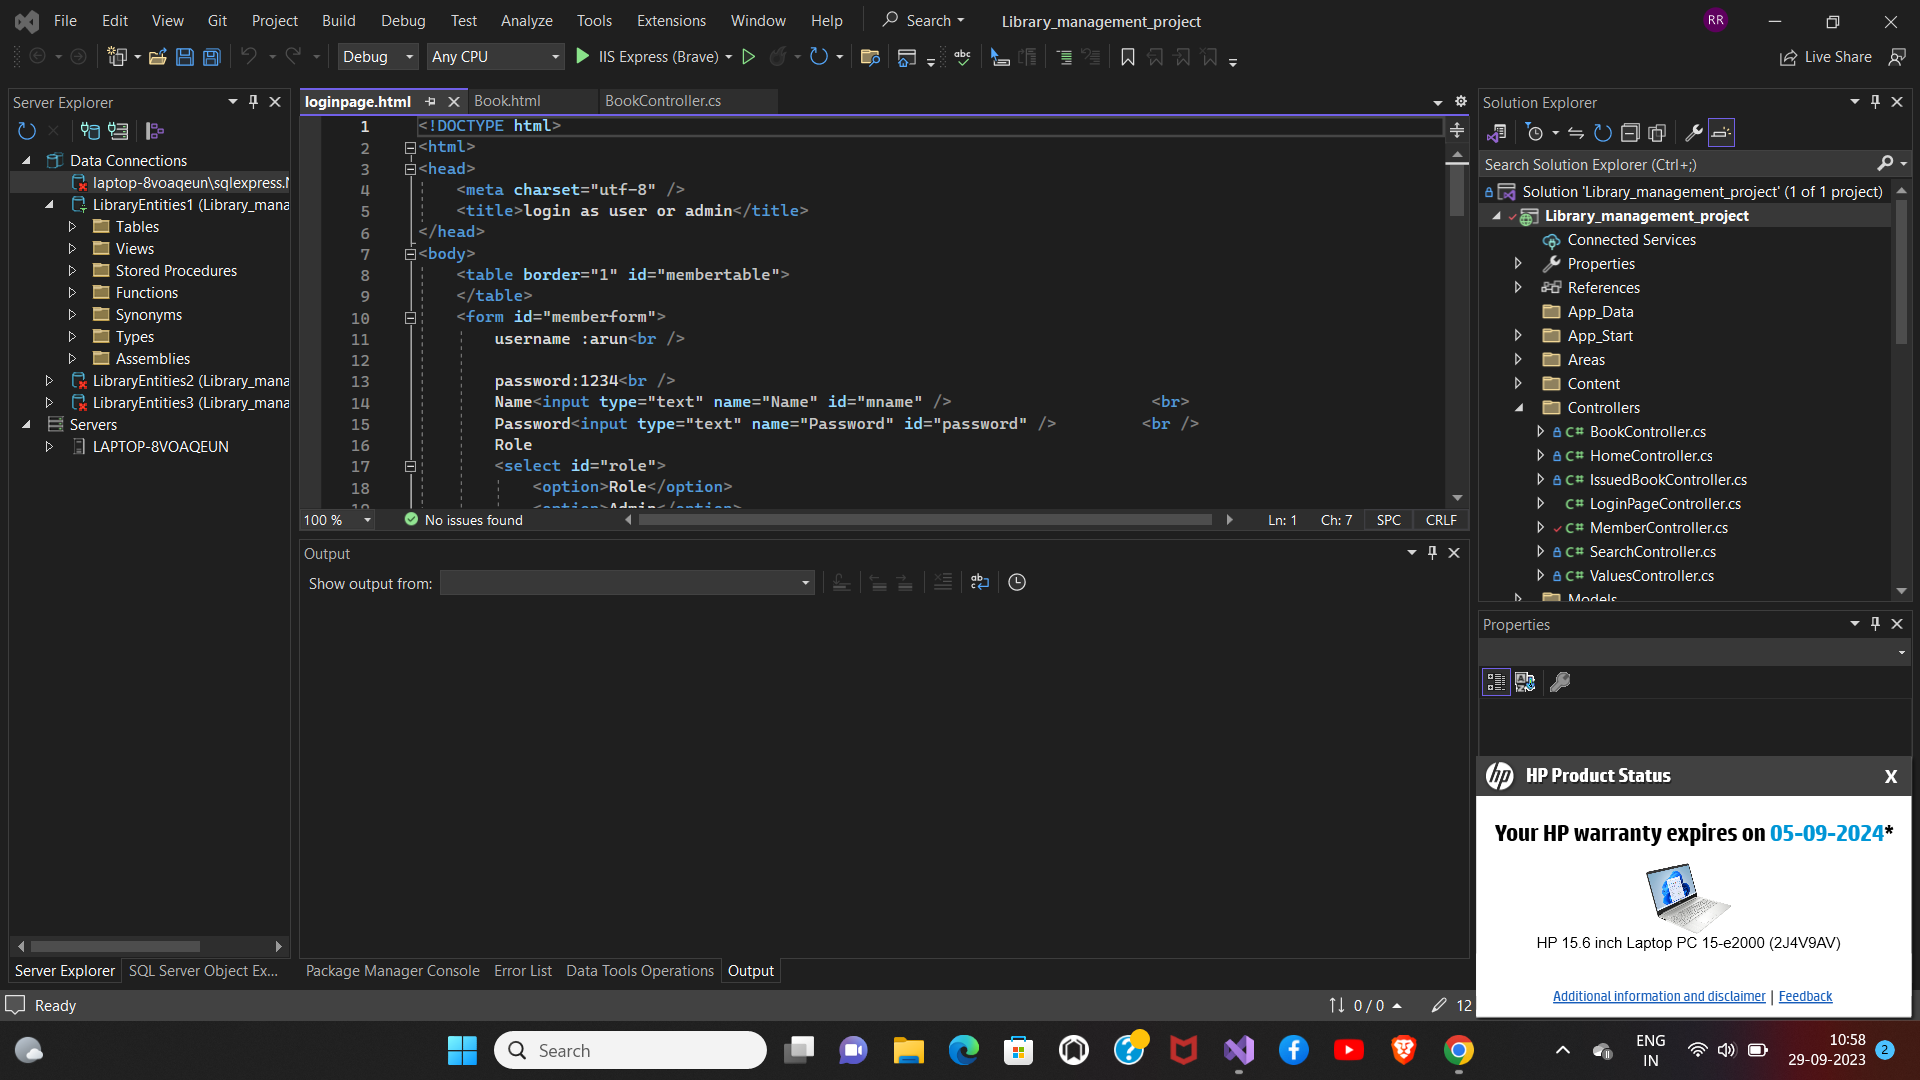 File Edit View Git Project Build Debug Test Analyze Tools Extensions Window Help Search Library_management_project RR
Debug Any CPU IIS Express (Brave) Live Share
Server Explorer
Data Connections
laptop-8voaqeun\sqlexpress.
LibraryEntities1 (Library_mana
Tables
Views
Stored Procedures
Functions
Synonyms
Types
Assemblies
LibraryEntities2 (Library_mana
LibraryEntities3 (Library_mana
Servers
LAPTOP-8VOAQEUN
Server Explorer SQL Server Object Ex...
loginpage.html Book.html BookController.cs
1 <!DOCTYPE html>
2 <html>
3 <head>
4 <meta charset="utf-8" />
5 <title>login as user or admin</title>
6 </head>
7 <body>
8 <table border="1" id="membertable">
9 </table>
10 <form id="memberform">
11 username :arun<br />
12
13 password:1234<br />
14 Name<input type="text" name="Name" id="mname" /> <br>
15 Password<input type="text" name="Password" id="password" /> <br />
16 Role
17 <select id="role">
18 <option>Role</option>
19 <option>Admin</option>
100 % No issues found Ln: 1 Ch: 7 SPC CRLF
Output
Show output from:
Package Manager Console Error List Data Tools Operations Output
Solution Explorer
Search Solution Explorer (Ctrl+;)
Solution 'Library_management_project' (1 of 1 project)
Library_management_project
Connected Services
Properties
References
App_Data
App_Start
Areas
Content
Controllers
C# BookController.cs
C# HomeController.cs
C# IssuedBookController.cs
C# LoginPageController.cs
C# MemberController.cs
C# SearchController.cs
C# ValuesController.cs
Models
Properties
hp HP Product Status X
Your HP warranty expires on 05-09-2024*
HP 15.6 inch Laptop PC 15-e2000 (2J4V9AV)
Additional information and disclaimer | Feedback
Ready 0 / 0 12
Search
ENG
IN
10:58
29-09-2023
2